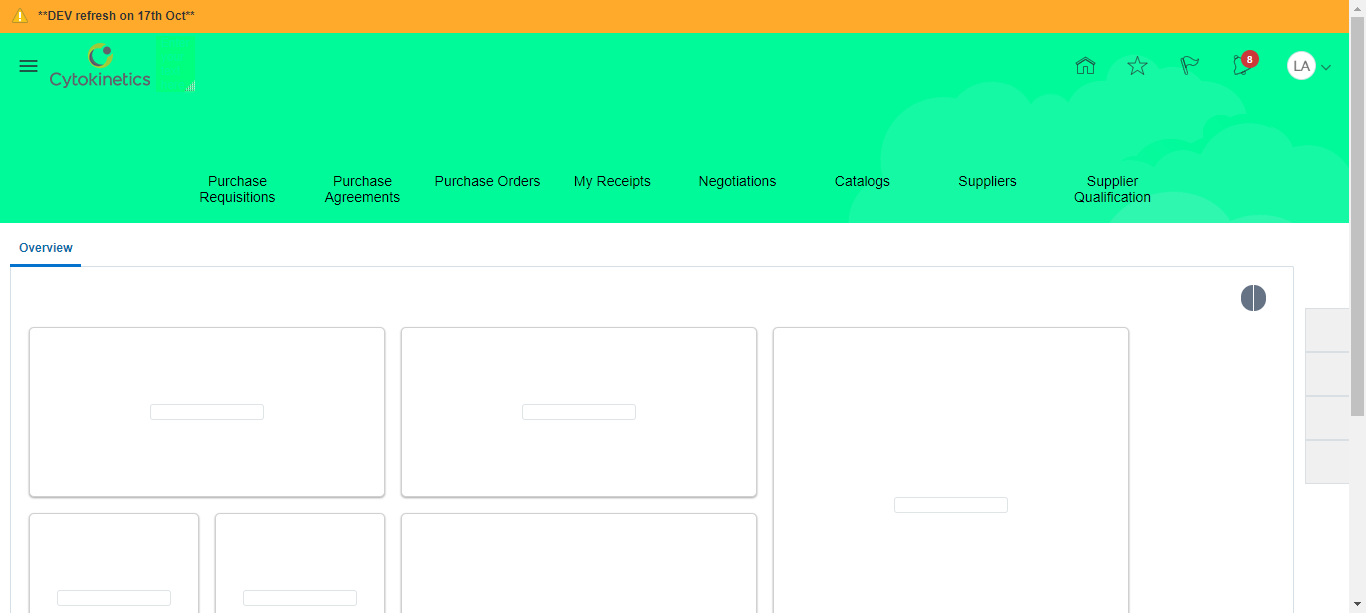 **DEV refresh on 17th Oct**
Cytokinetics
8
LA
Purchase
Requisitions
Purchase
Agreements
Purchase Orders
My Receipts
Negotiations
Catalogs
Suppliers
Supplier
Qualification
Overview